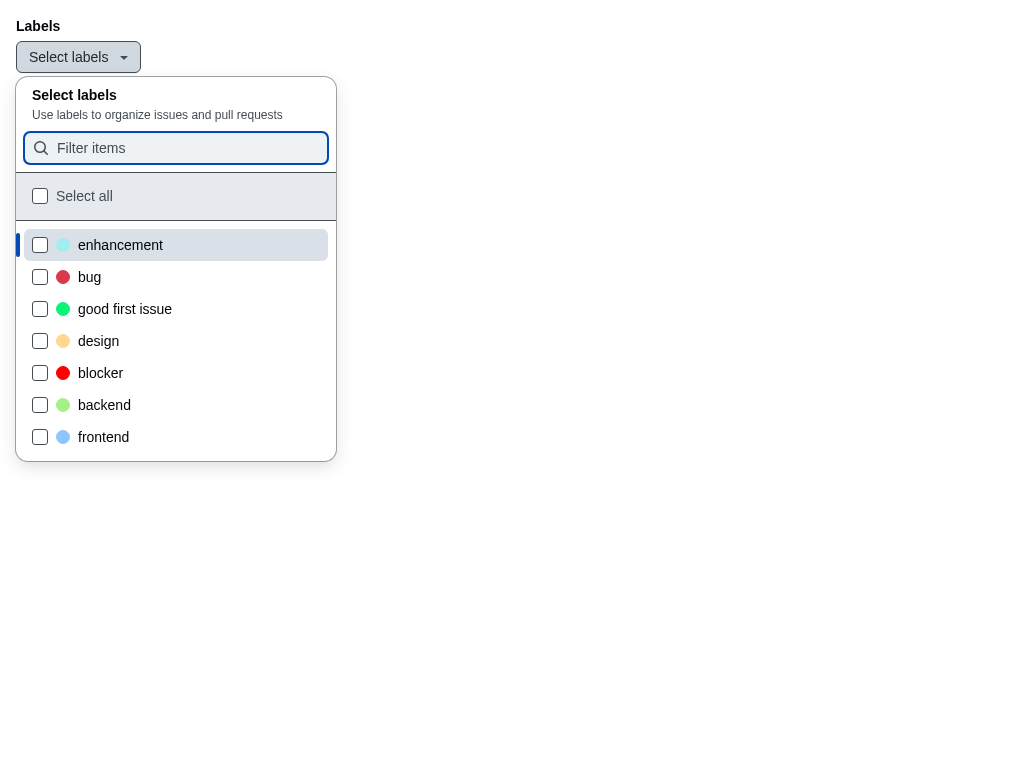 Labels
Select labels
Select labels
Use labels to organize issues and pull requests
Filter items
Select all
enhancement
bug
good first issue
design
blocker
backend
frontend